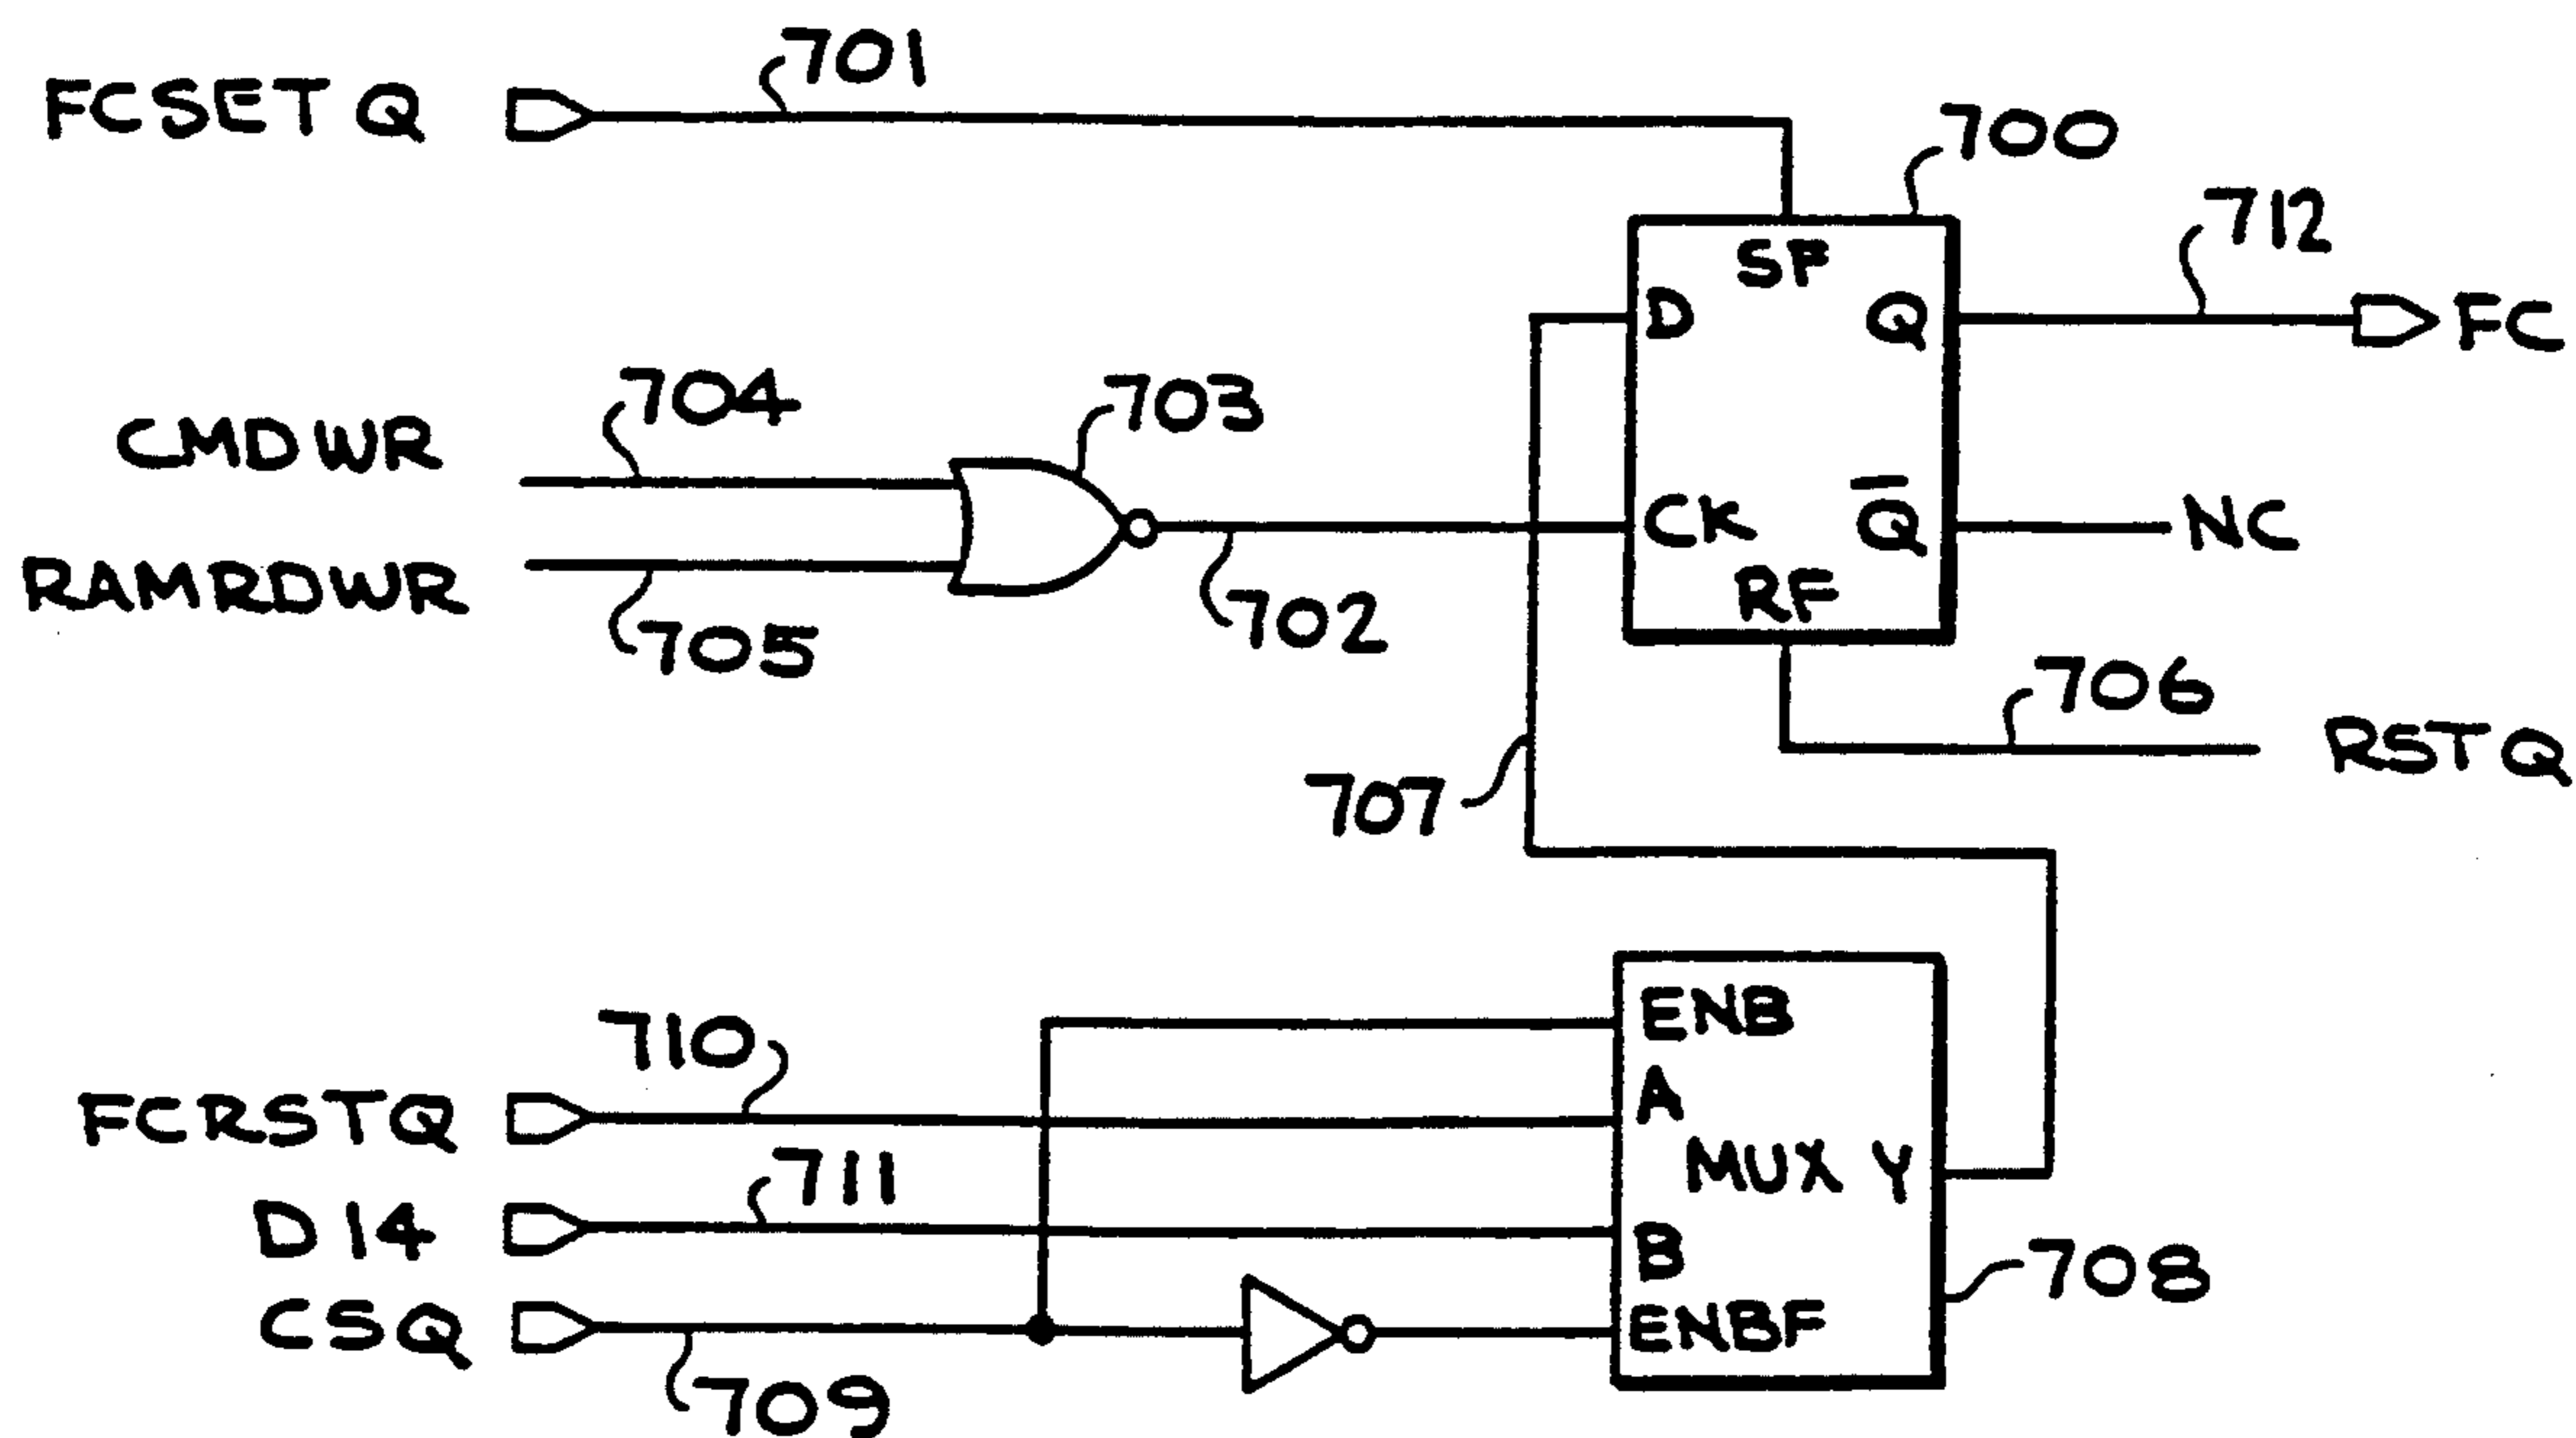 701
FCSETQ
700
712
SF
D
Q
FC
704
703
CMDWR
CK
Q̅
NC
RAMRDWR
RF
702
705
706
RSTQ
707
ENB
710
A
FCRSTQ
711
MUX Y
D14
B
708
CSQ
ENBF
709